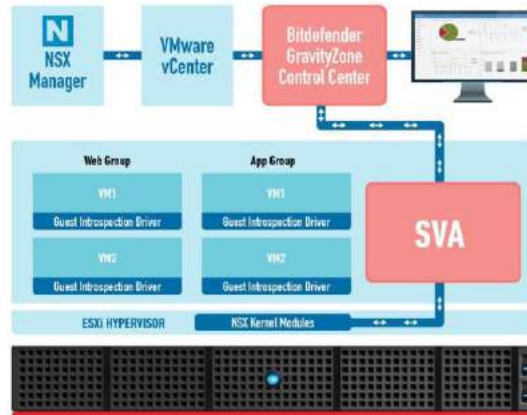 N
NSX
Manager
VMware
vCenter
Bitdefender
GravityZone
Control Center
Web Group
App Group
VM1
Guest Introspection Driver
VM1
Guest Introspection Driver
VM2
Guest Introspection Driver
VM2
Guest Introspection Driver
SVA
ESXi HYPERVISOR
NSX Kernel Modules